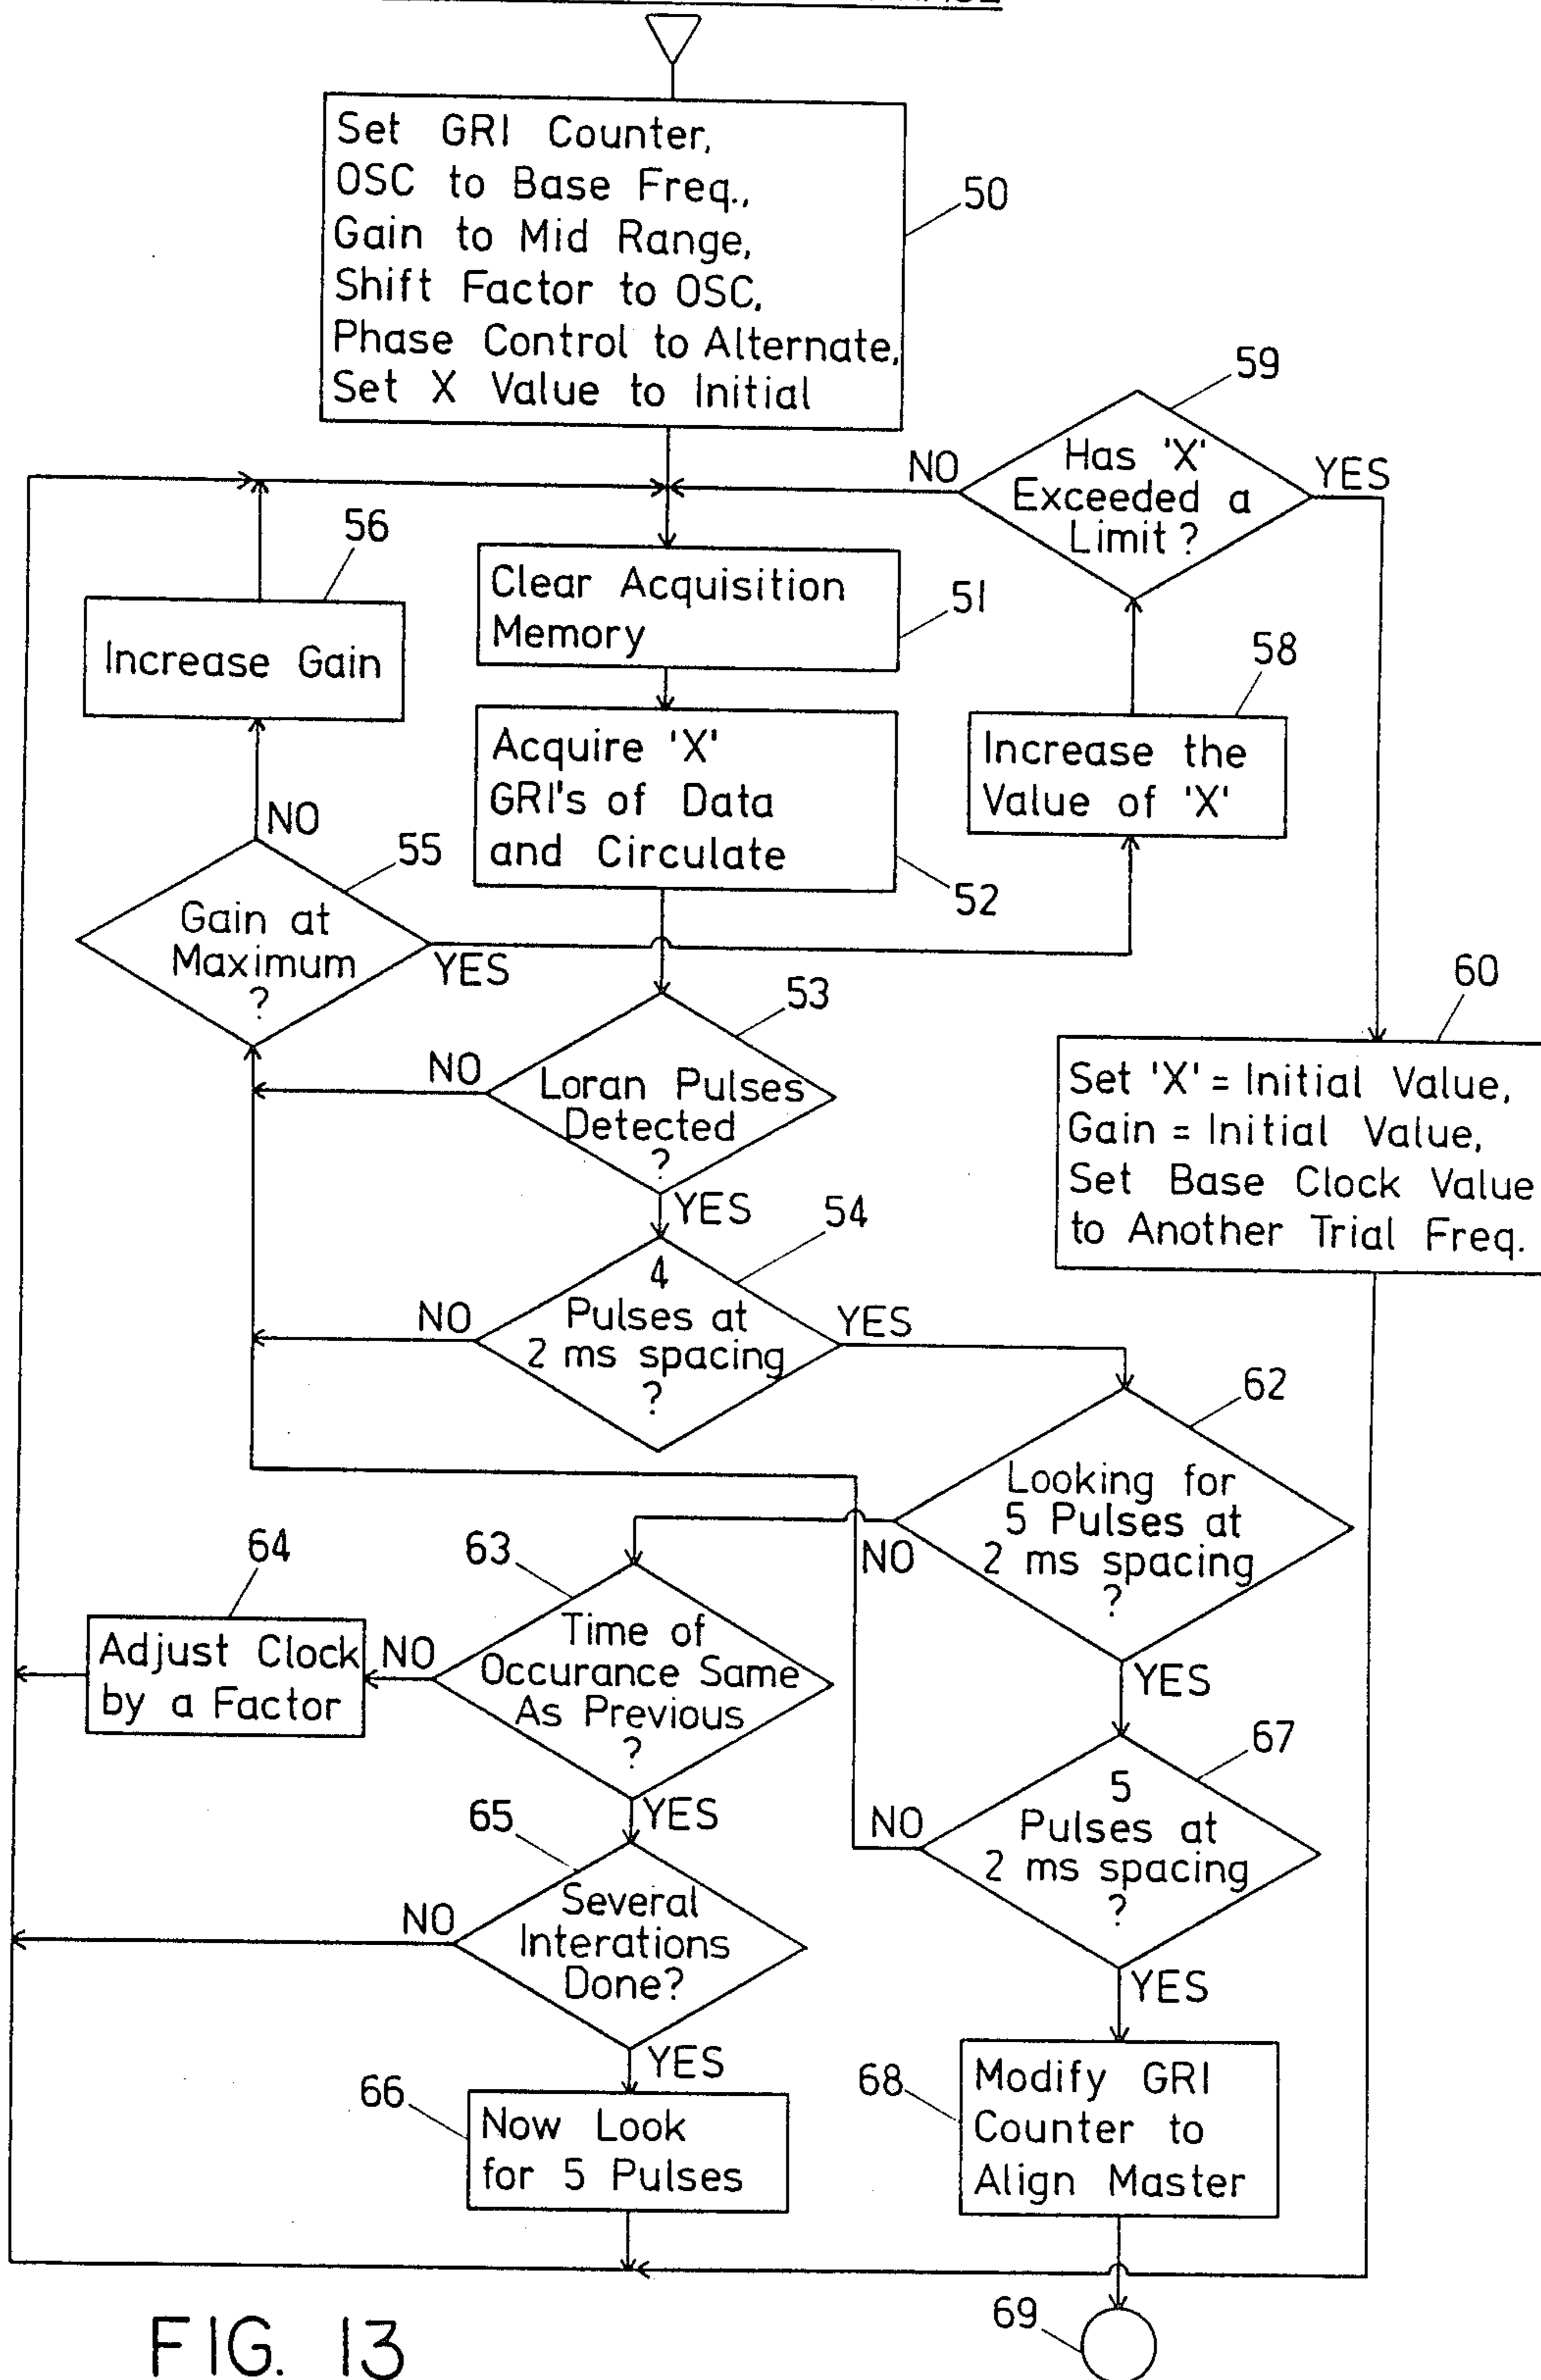 Set GRI Counter,
OSC to Base Freq.,
Gain to Mid Range,
Shift Factor to OSC,
Phase Control to Alternate,
Set X Value to Initial
50
59
Has 'X'
Exceeded a
Limit?
NO
YES
56
Increase Gain
Clear Acquisition
Memory
51
58
Increase the
Value of 'X'
Acquire 'X'
GRI's of Data
and Circulate
52
NO
55
Gain at
Maximum
?
YES
53
Loran Pulses
Detected
?
NO
YES
60
Set 'X' = Initial Value,
Gain = Initial Value,
Set Base Clock Value
to Another Trial Freq.
54
4
Pulses at
2 ms spacing
?
NO
YES
62
Looking for
5 Pulses at
2 ms spacing
?
NO
YES
63
Time of
Occurance Same
As Previous
?
NO
YES
64
Adjust Clock
by a Factor
67
5
Pulses at
2 ms spacing
?
NO
YES
65
Several
Interations
Done?
NO
YES
66
Now Look
for 5 Pulses
68
Modify GRI
Counter to
Align Master
69
FIG. 13